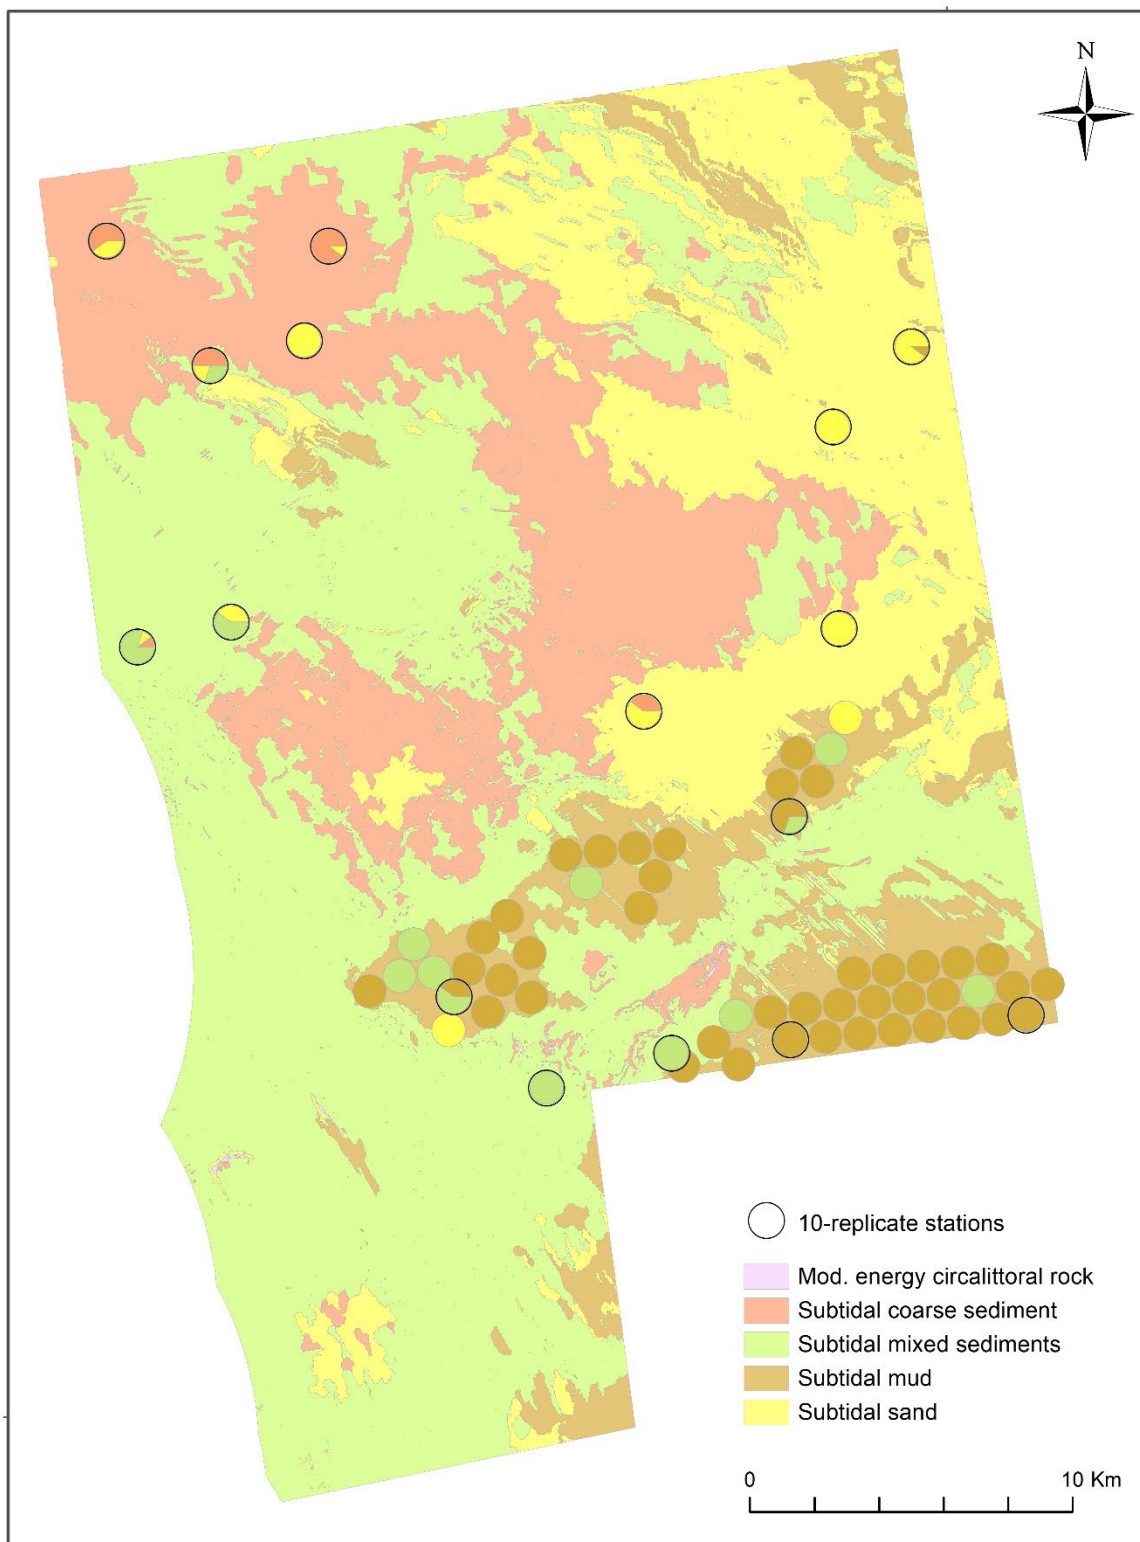 N
10-replicate stations
Mod. energy circalittoral rock
Subtidal coarse sediment
Subtidal mixed sediments
Subtidal mud
Subtidal sand
0 10 Km